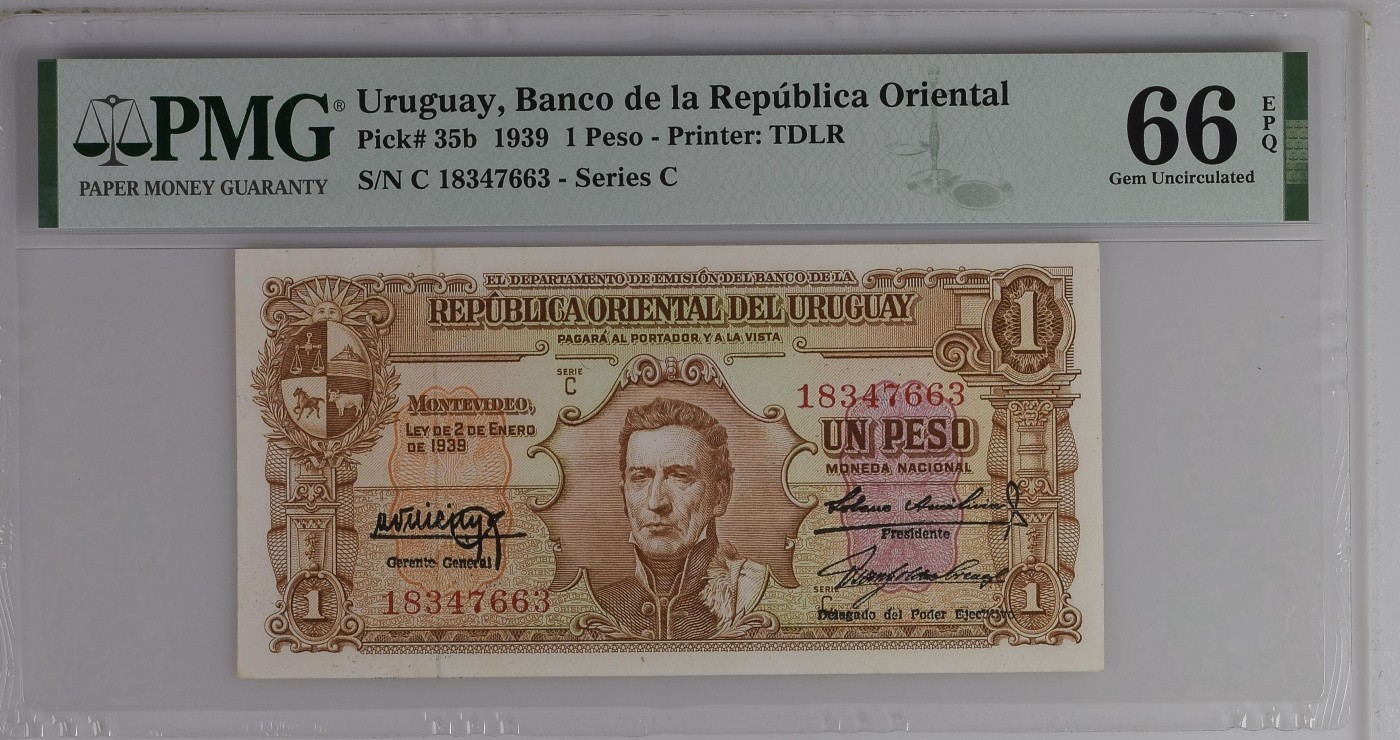 PMG®
PAPER MONEY GUARANTY
Uruguay, Banco de la República Oriental
Pick# 35b 1939 1 Peso - Printer: TDLR
S/N C 18347663 - Series C
66
EPQ
Gem Uncirculated
EL DEPARTAMENTO DE EMISIÓN DEL BANCO DE LA
REPÚBLICA ORIENTAL DEL URUGUAY
PAGARÁ AL PORTADOR Y A LA VISTA
1
SERIE
C
18347663
MONTEVIDEO,
LEY DE 2 DE ENERO
DE 1939
UN PESO
MONEDA NACIONAL
Presidente
Gerente General
18347663
SERIE
C
Delegado del Poder Ejecutivo
1
1